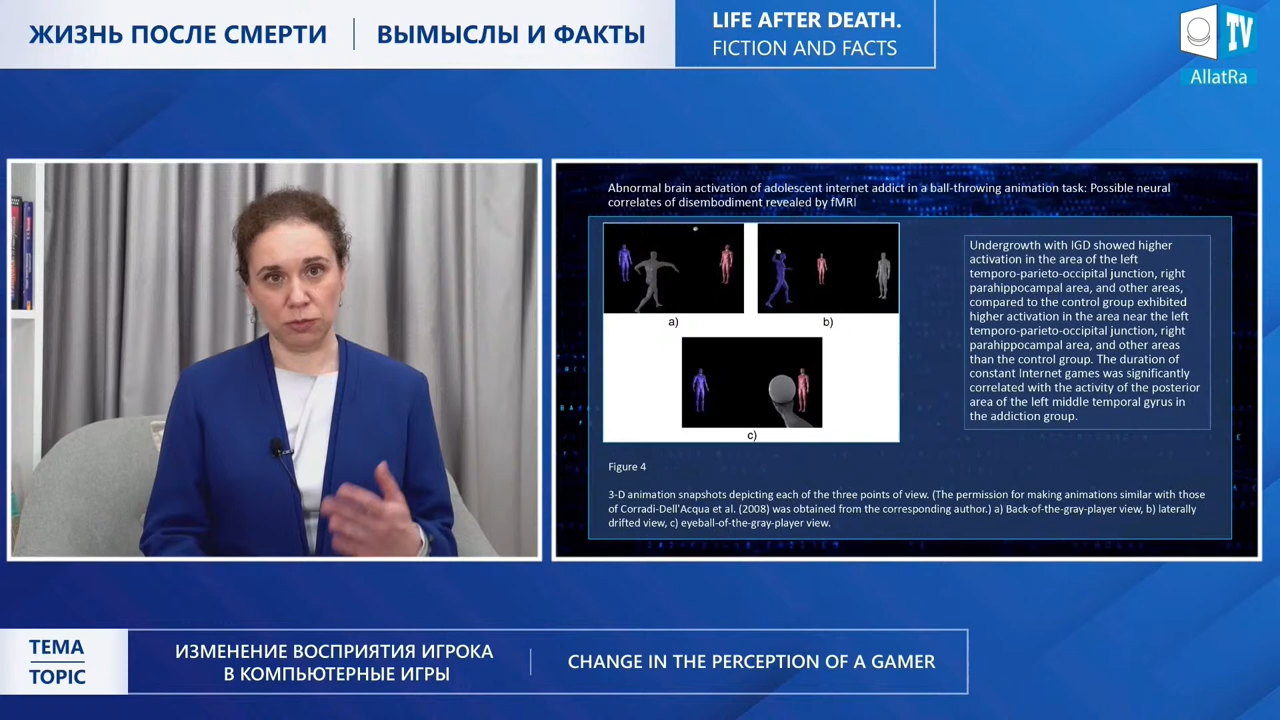 ЖИЗНЬ ПОСЛЕ СМЕРТИ
ВЫМЫСЛЫ И ФАКТЫ
LIFE AFTER DEATH.
FICTION AND FACTS
TV
AllatRa
Abnormal brain activation of adolescent internet addict in a ball-throwing animation task: Possible neural
correlates of disembodiment revealed by fMRI
a)
b)
c)
Undergrowth with IGD showed higher
activation in the area of the left
temporo-parieto-occipital junction, right
parahippocampal area, and other areas,
compared to the control group exhibited
higher activation in the area near the left
temporo-parieto-occipital junction, right
parahippocampal area, and other areas
than the control group. The duration of
constant Internet games was significantly
correlated with the activity of the posterior
area of the left middle temporal gyrus in
the addiction group.
Figure 4
3-D animation snapshots depicting each of the three points of view. (The permission for making animations similar with those
of Corradi-Dell'Acqua et al. (2008) was obtained from the corresponding author.) a) Back-of-the-gray-player view, b) laterally
drifted view, c) eyeball-of-the-gray-player view.
ТЕМА
TOPIC
ИЗМЕНЕНИЕ ВОСПРИЯТИЯ ИГРОКА
В КОМПЬЮТЕРНЫЕ ИГРЫ
CHANGE IN THE PERCEPTION OF A GAMER